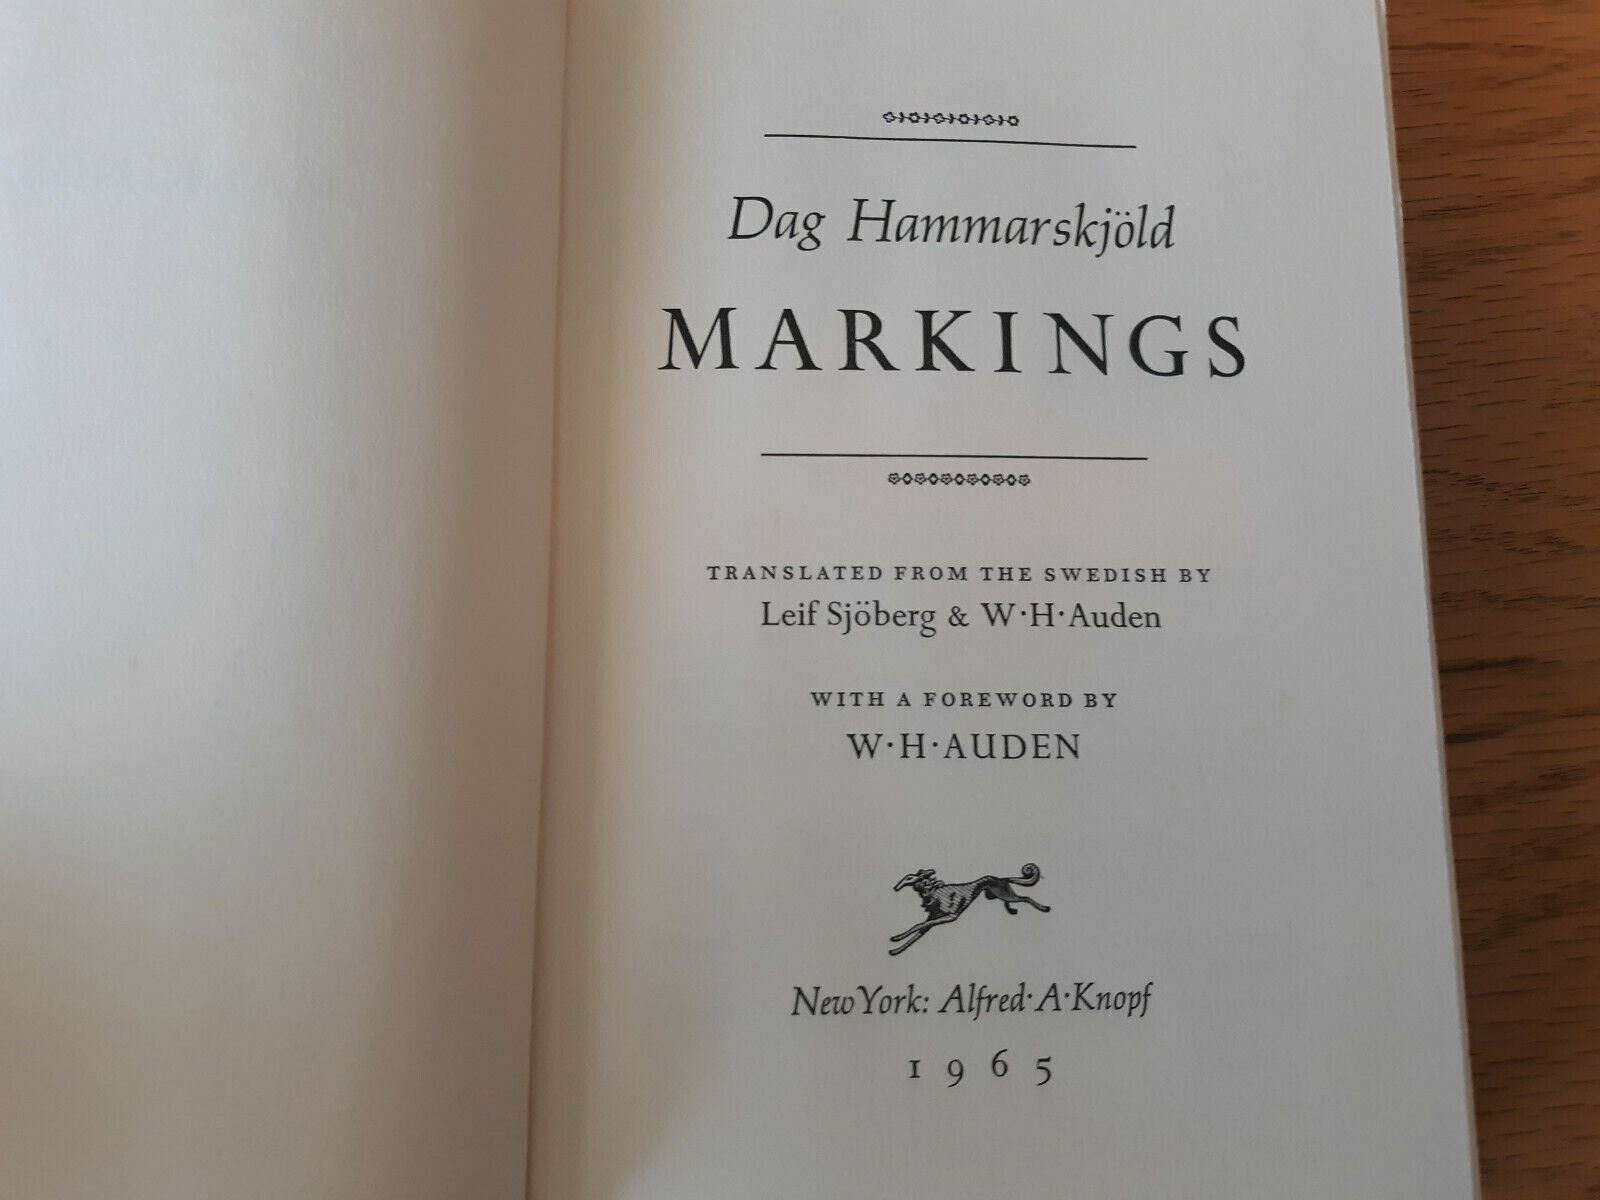 Dag Hammarskjöld
MARKINGS
TRANSLATED FROM THE SWEDISH BY
Leif Sjöberg & W·H·Auden
WITH A FOREWORD BY
W·H·AUDEN
New York: Alfred·A·Knopf
1965